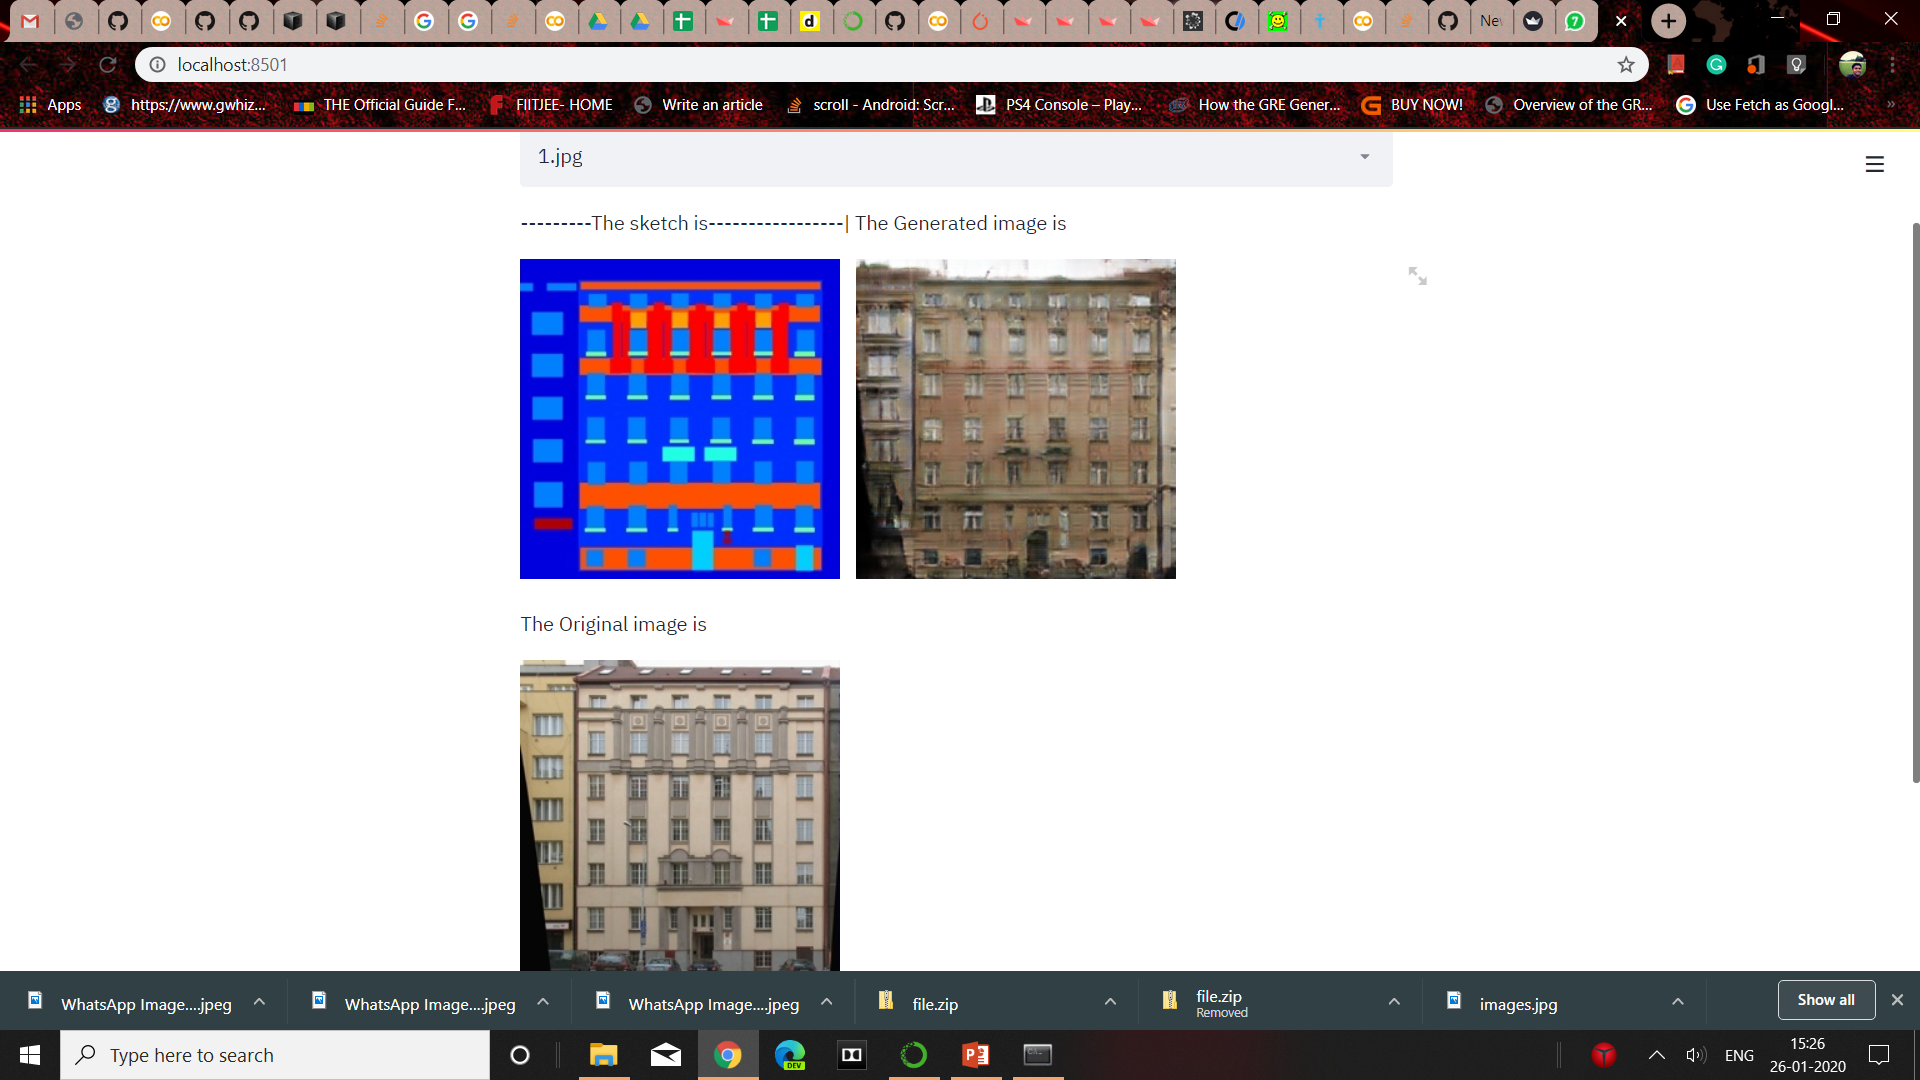 Nev
7
localhost:8501
Apps
https://www.gwhiz...
THE Official Guide F...
FIITJEE- HOME
Write an article
scroll - Android: Scr...
PS4 Console – Play...
How the GRE Gener...
BUY NOW!
Overview of the GR...
Use Fetch as Googl...
»
1.jpg
---------The sketch is-----------------| The Generated image is
The Original image is
WhatsApp Image....jpeg
WhatsApp Image....jpeg
WhatsApp Image....jpeg
file.zip
file.zip
Removed
images.jpg
Show all
Type here to search
DEV
ENG
15:26
26-01-2020